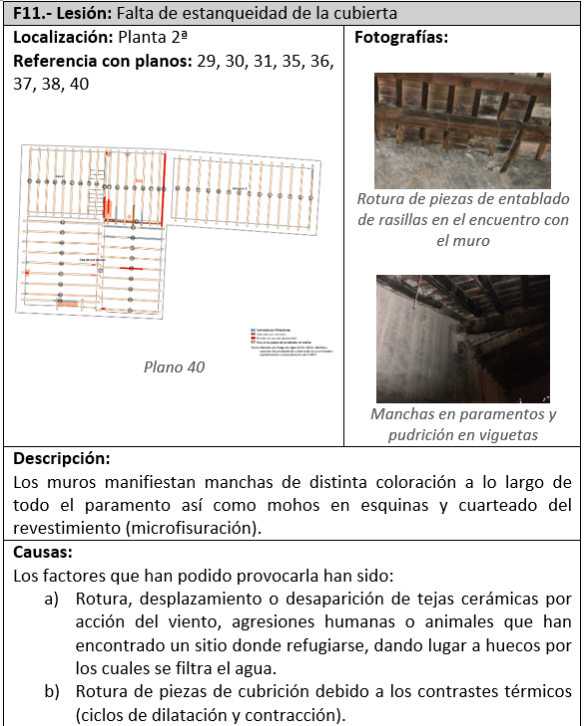 F11.- Lesión: Falta de estanqueidad de la cubierta
Localización: Planta 2ª
Referencia con planos: 29, 30, 31, 35, 36,
37, 38, 40
Plano 40
Fotografías:
Rotura de piezas de entablado
de rasillas en el encuentro con
el muro
Manchas en paramentos y
pudrición en viguetas
Descripción:
Los muros manifiestan manchas de distinta coloración a lo largo de
todo el paramento así como mohos en esquinas y cuarteado del
revestimiento (microfisuración).
Causas:
Los factores que han podido provocarla han sido:
a) Rotura, desplazamiento o desaparición de tejas cerámicas por
acción del viento, agresiones humanas o animales que han
encontrado un sitio donde refugiarse, dando lugar a huecos por
los cuales se filtra el agua.
b) Rotura de piezas de cubrición debido a los contrastes térmicos
(ciclos de dilatación y contracción).